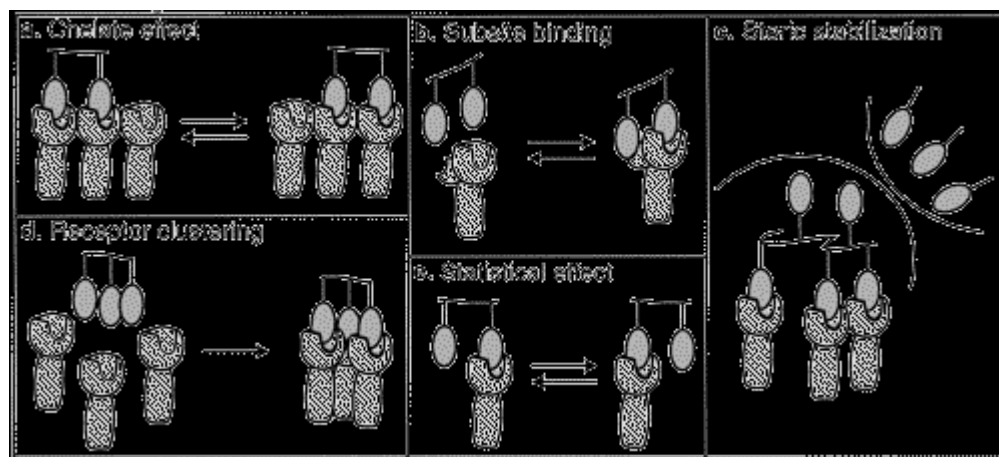 a. Chelate effect
b. Subsite binding
c. Steric stabilization
d. Receptor clustering
e. Statistical effect